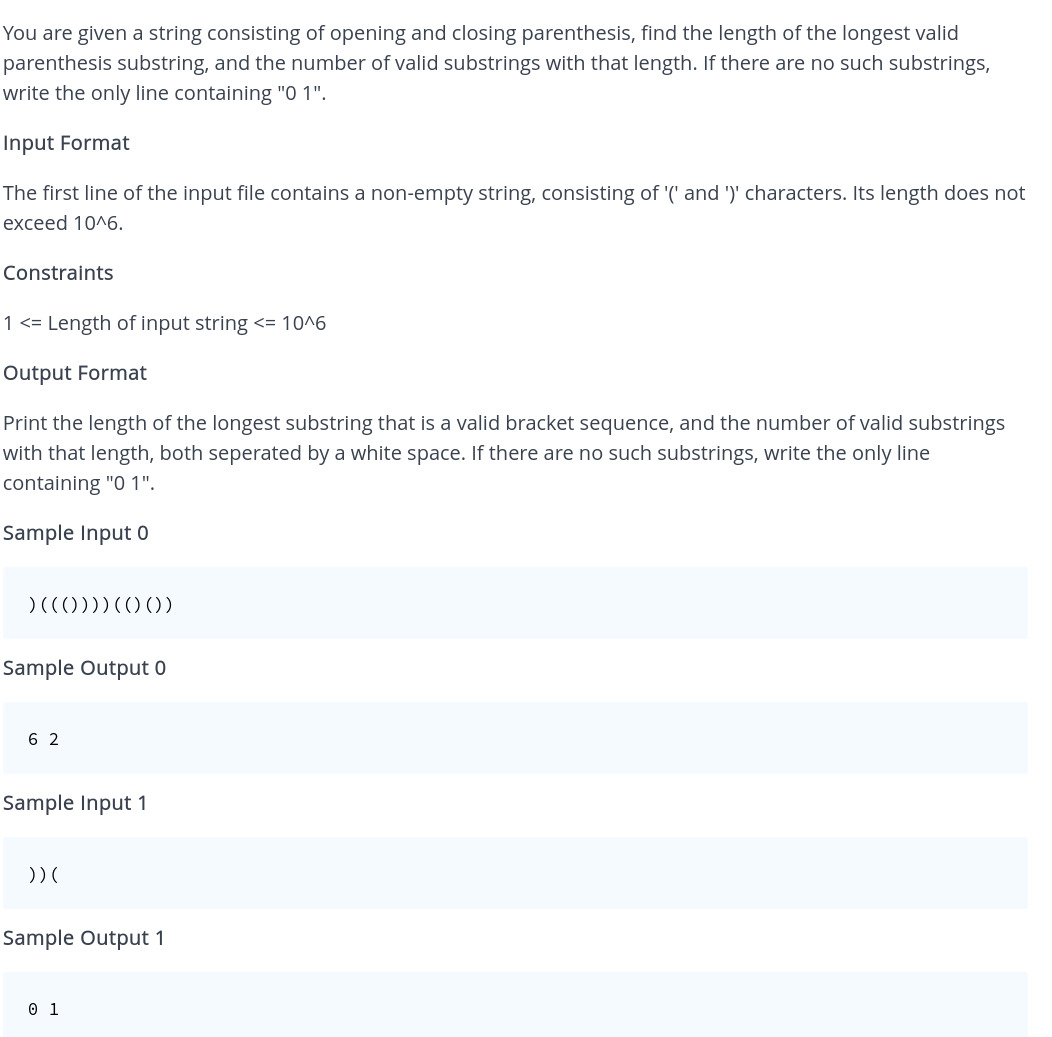 You are given a string consisting of opening and closing parenthesis, find the length of the longest valid
parenthesis substring, and the number of valid substrings with that length. If there are no such substrings,
write the only line containing "0 1".
Input Format
The first line of the input file contains a non-empty string, consisting of '(' and ')' characters. Its length does not
exceed 10^6.
Constraints
1 <= Length of input string <= 10^6
Output Format
Print the length of the longest substring that is a valid bracket sequence, and the number of valid substrings
with that length, both seperated by a white space. If there are no such substrings, write the only line
containing "0 1".
Sample Input 0
)((())))(()())
Sample Output 0
6 2
Sample Input 1
))(
Sample Output 1
0 1